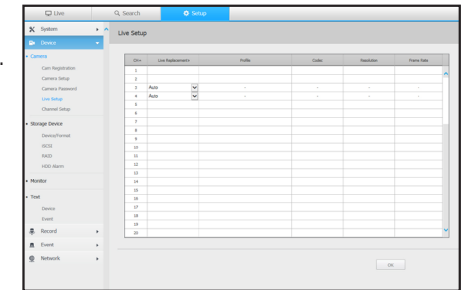 Live
Search
Setup
System
Device
Camera
Cam Registration
Camera Setup
Camera Password
Live Setup
Channel Setup
Storage Device
Device/Format
iSCSI
RAID
HDD Alarm
Monitor
Text
Device
Event
Record
Event
Network
Live Setup
CH Live Replacement Profile Codec Resolution Frame Rate
1
2
3 Auto - - - -
4 Auto - - - -
5
6
7
8
9
10
11
12
13
14
15
16
17
18
19
20
OK